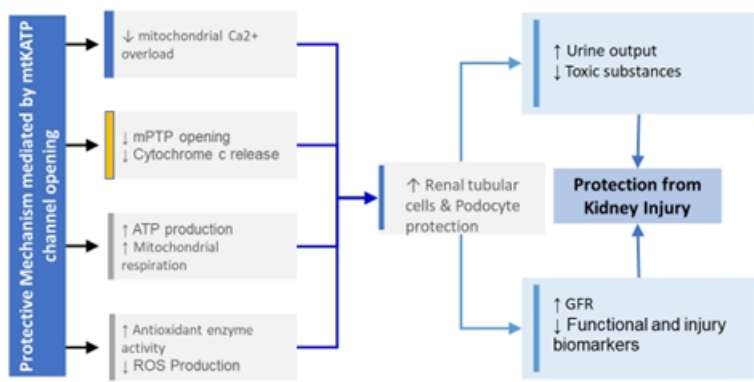 Protective Mechanism mediated by mtKATP
channel opening
↓ mitochondrial Ca2+
overload
↓ mPTP opening
↓ Cytochrome c release
↑ ATP production
↑ Mitochondrial
respiration
↑ Antioxidant enzyme
activity
↓ ROS Production
↑ Renal tubular
cells & Podocyte
protection
↑ Urine output
↓ Toxic substances
Protection from
Kidney Injury
↑ GFR
↓ Functional and injury
biomarkers